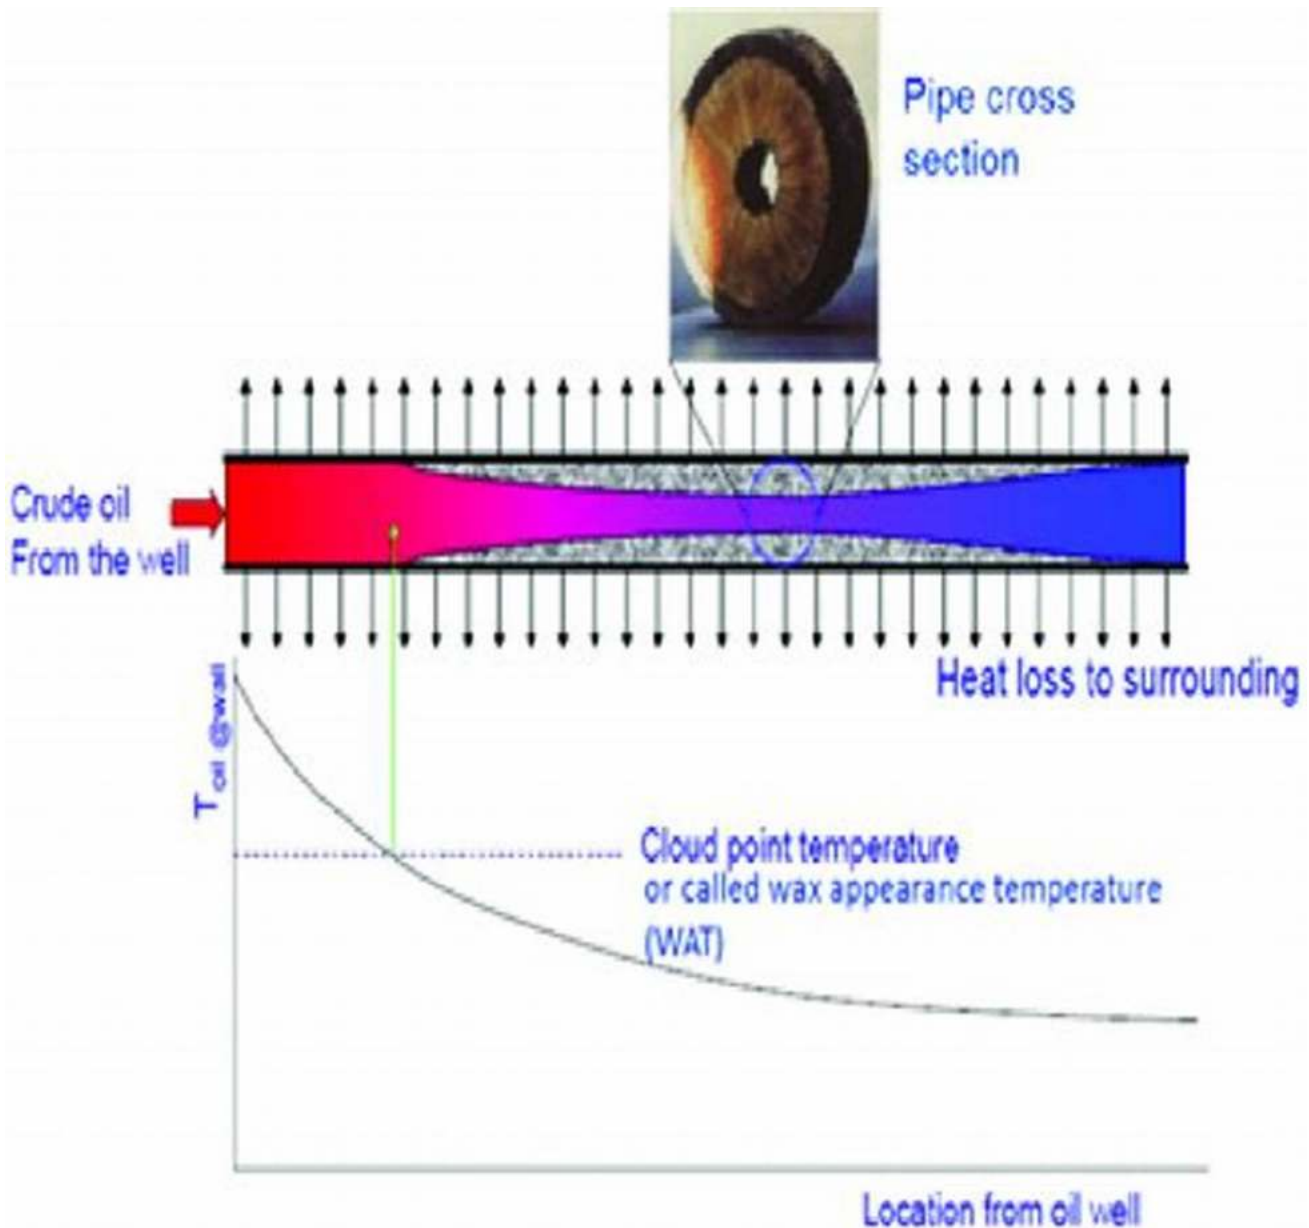 Pipe cross
section
Crude oil
From the well
Heat loss to surrounding
T oil @wall
Cloud point temperature
or called wax appearance temperature
(WAT)
Location from oil well